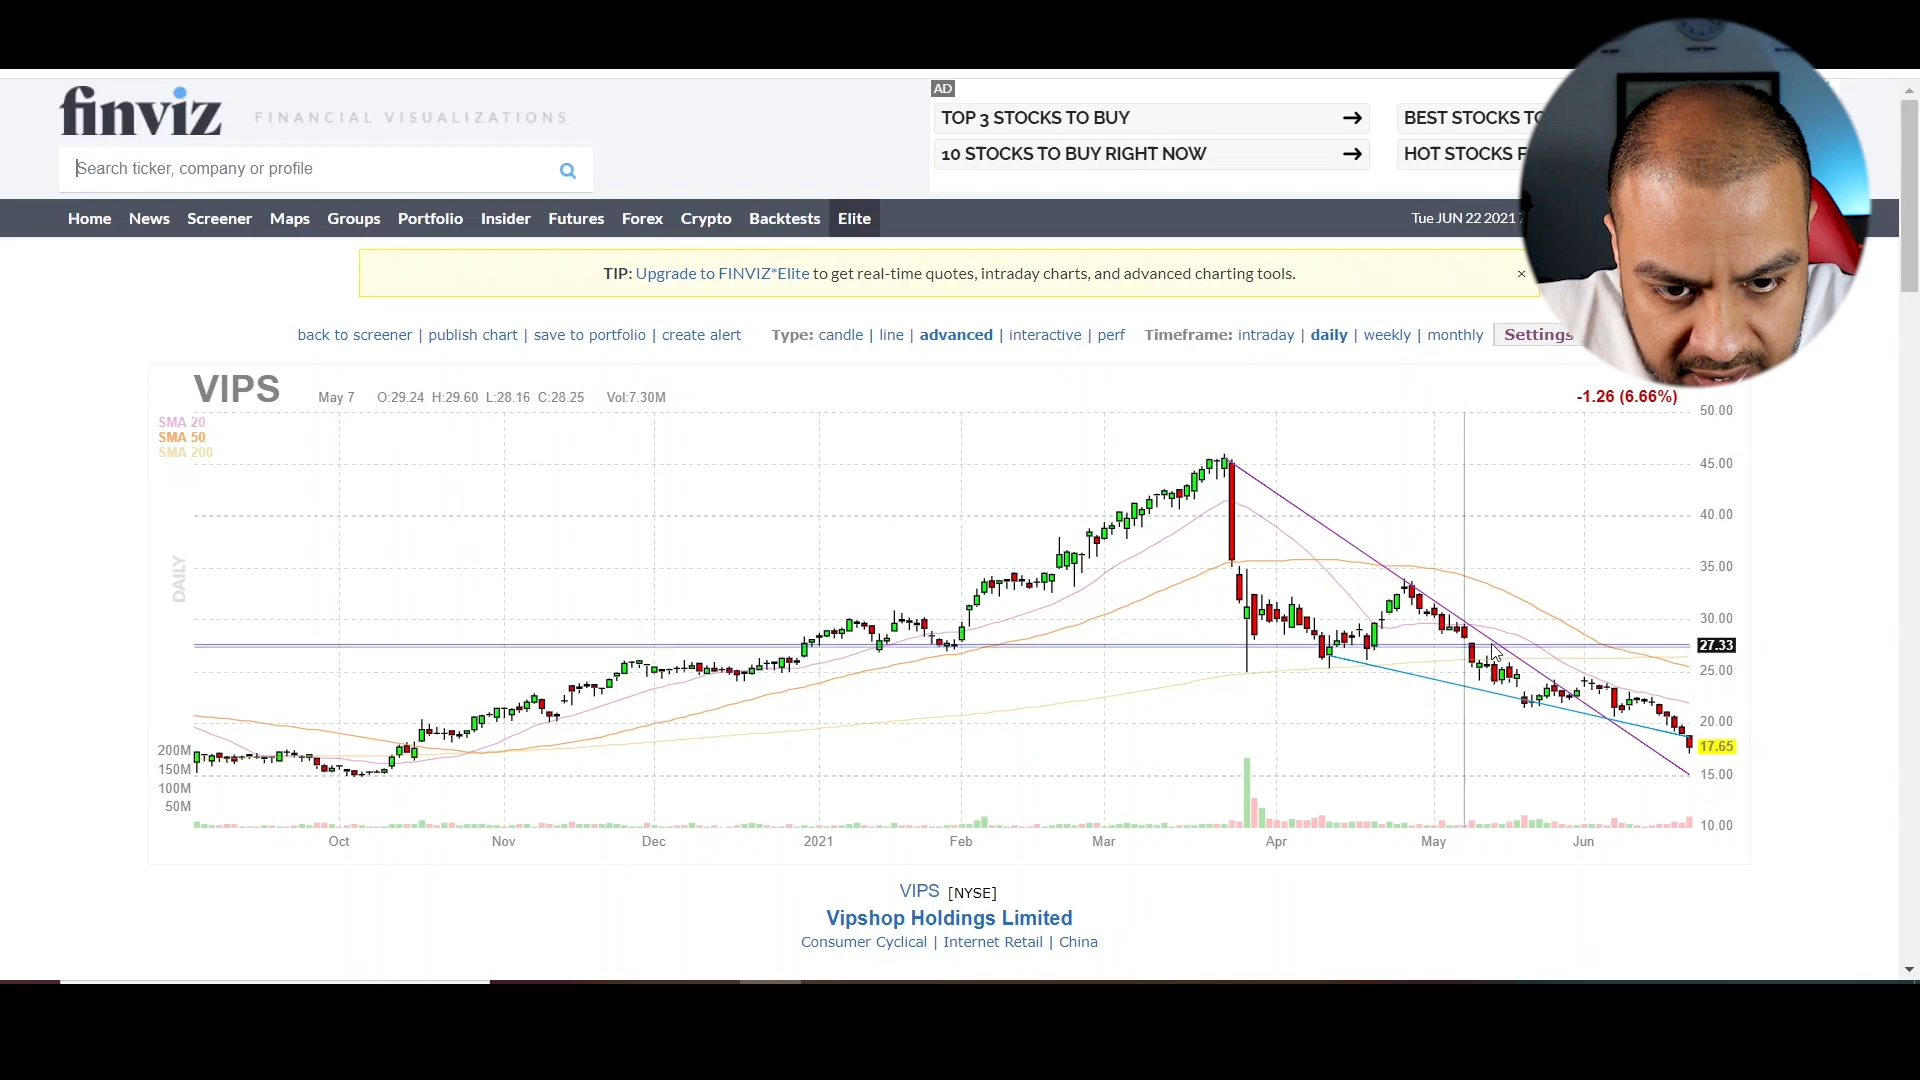 finviz FINANCIAL VISUALIZATIONS
Search ticker, company or profile
AD
TOP 3 STOCKS TO BUY →
10 STOCKS TO BUY RIGHT NOW →
BEST STOCKS
HOT STOCKS
Home News Screener Maps Groups Portfolio Insider Futures Forex Crypto Backtests Elite
Tue JUN 22 2021
TIP: Upgrade to FINVIZ*Elite to get real-time quotes, intraday charts, and advanced charting tools. ×
back to screener | publish chart | save to portfolio | create alert Type: candle | line | advanced | interactive | perf Timeframe: intraday | daily | weekly | monthly Settings
VIPS May 7 O:29.24 H:29.60 L:28.16 C:28.25 Vol:7.30M
-1.26 (6.66%)
SMA 20
SMA 50
SMA 200
DAILY
50.00
45.00
40.00
35.00
30.00
27.33
25.00
20.00
17.65
15.00
10.00
200M
150M
100M
50M
Oct Nov Dec 2021 Feb Mar Apr May Jun
VIPS [NYSE]
Vipshop Holdings Limited
Consumer Cyclical | Internet Retail | China